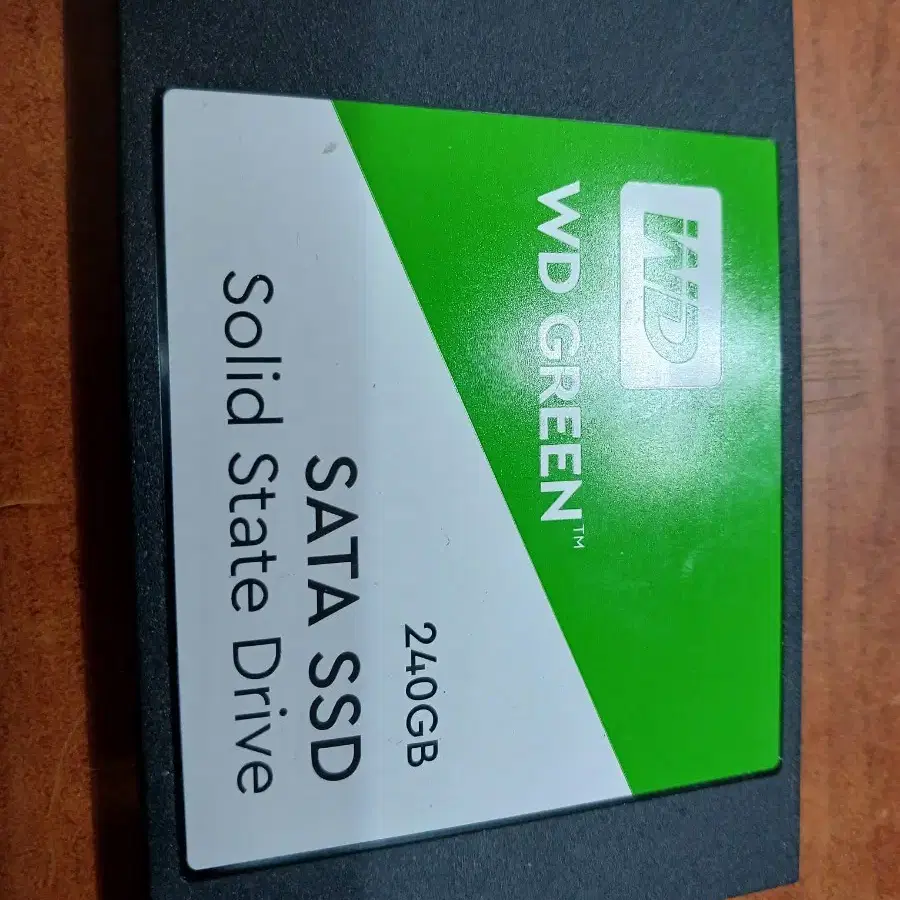 WD
WD GREEN™
240GB
SATA SSD
Solid State Drive